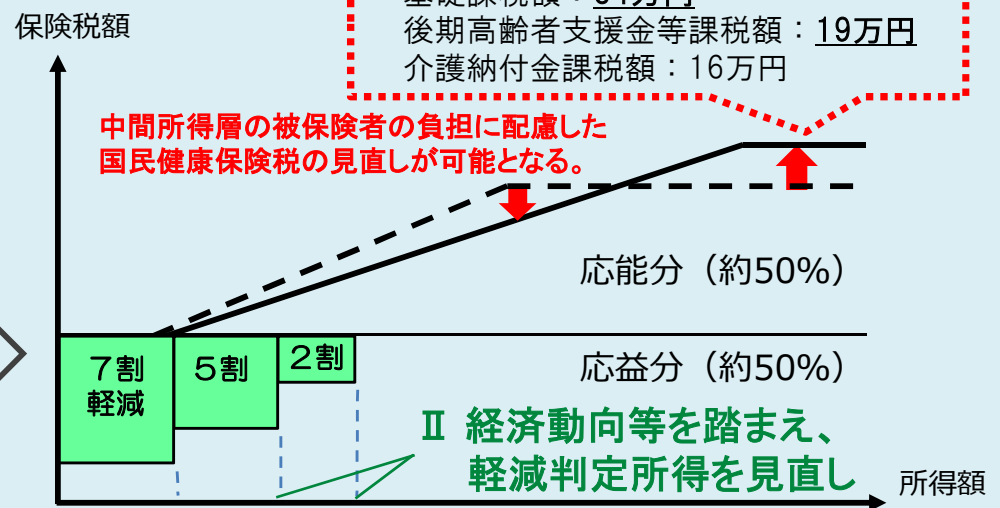 保険税額
後期高齢者支援金等課税額：19万円
介護納付金課税額：16万円
中間所得層の被保険者の負担に配慮した
国民健康保険税の見直しが可能となる。
応能分（約50%）
7割
軽減
5割
2割
応益分（約50%）
Ⅱ 経済動向等を踏まえ、
軽減判定所得を見直し
所得額